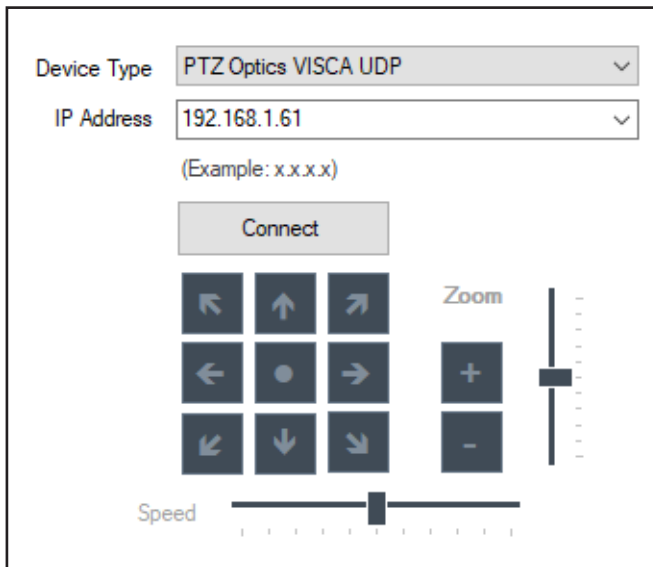 Device Type PTZ Optics VISCA UDP
IP Address 192.168.1.61
(Example: x.x.x.x)
Connect
Zoom
+
-
Speed